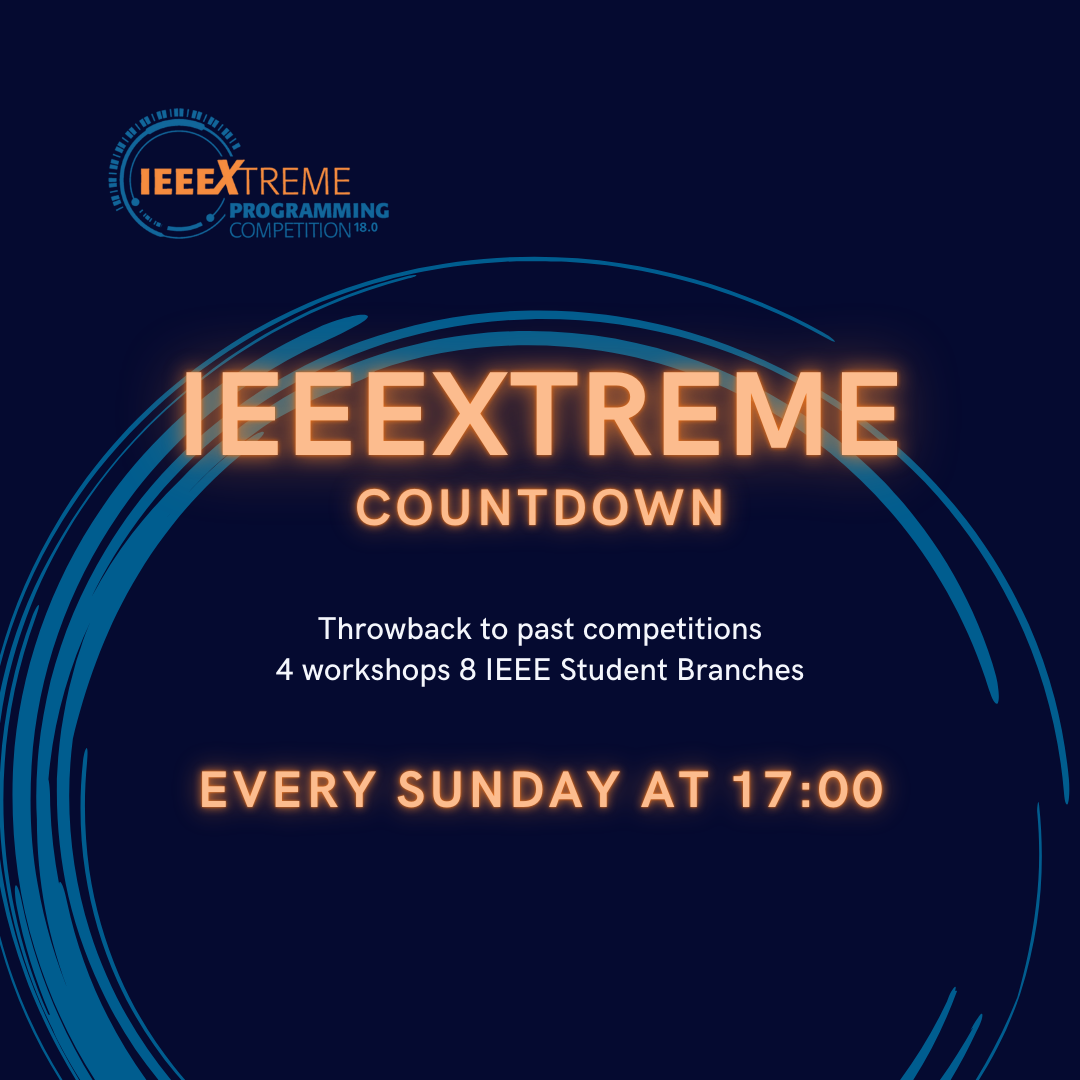 IEEEXTREME
PROGRAMMING
COMPETITION 18.0
IEEEXTREME
COUNTDOWN
Throwback to past competitions
4 workshops 8 IEEE Student Branches
EVERY SUNDAY AT 17:00